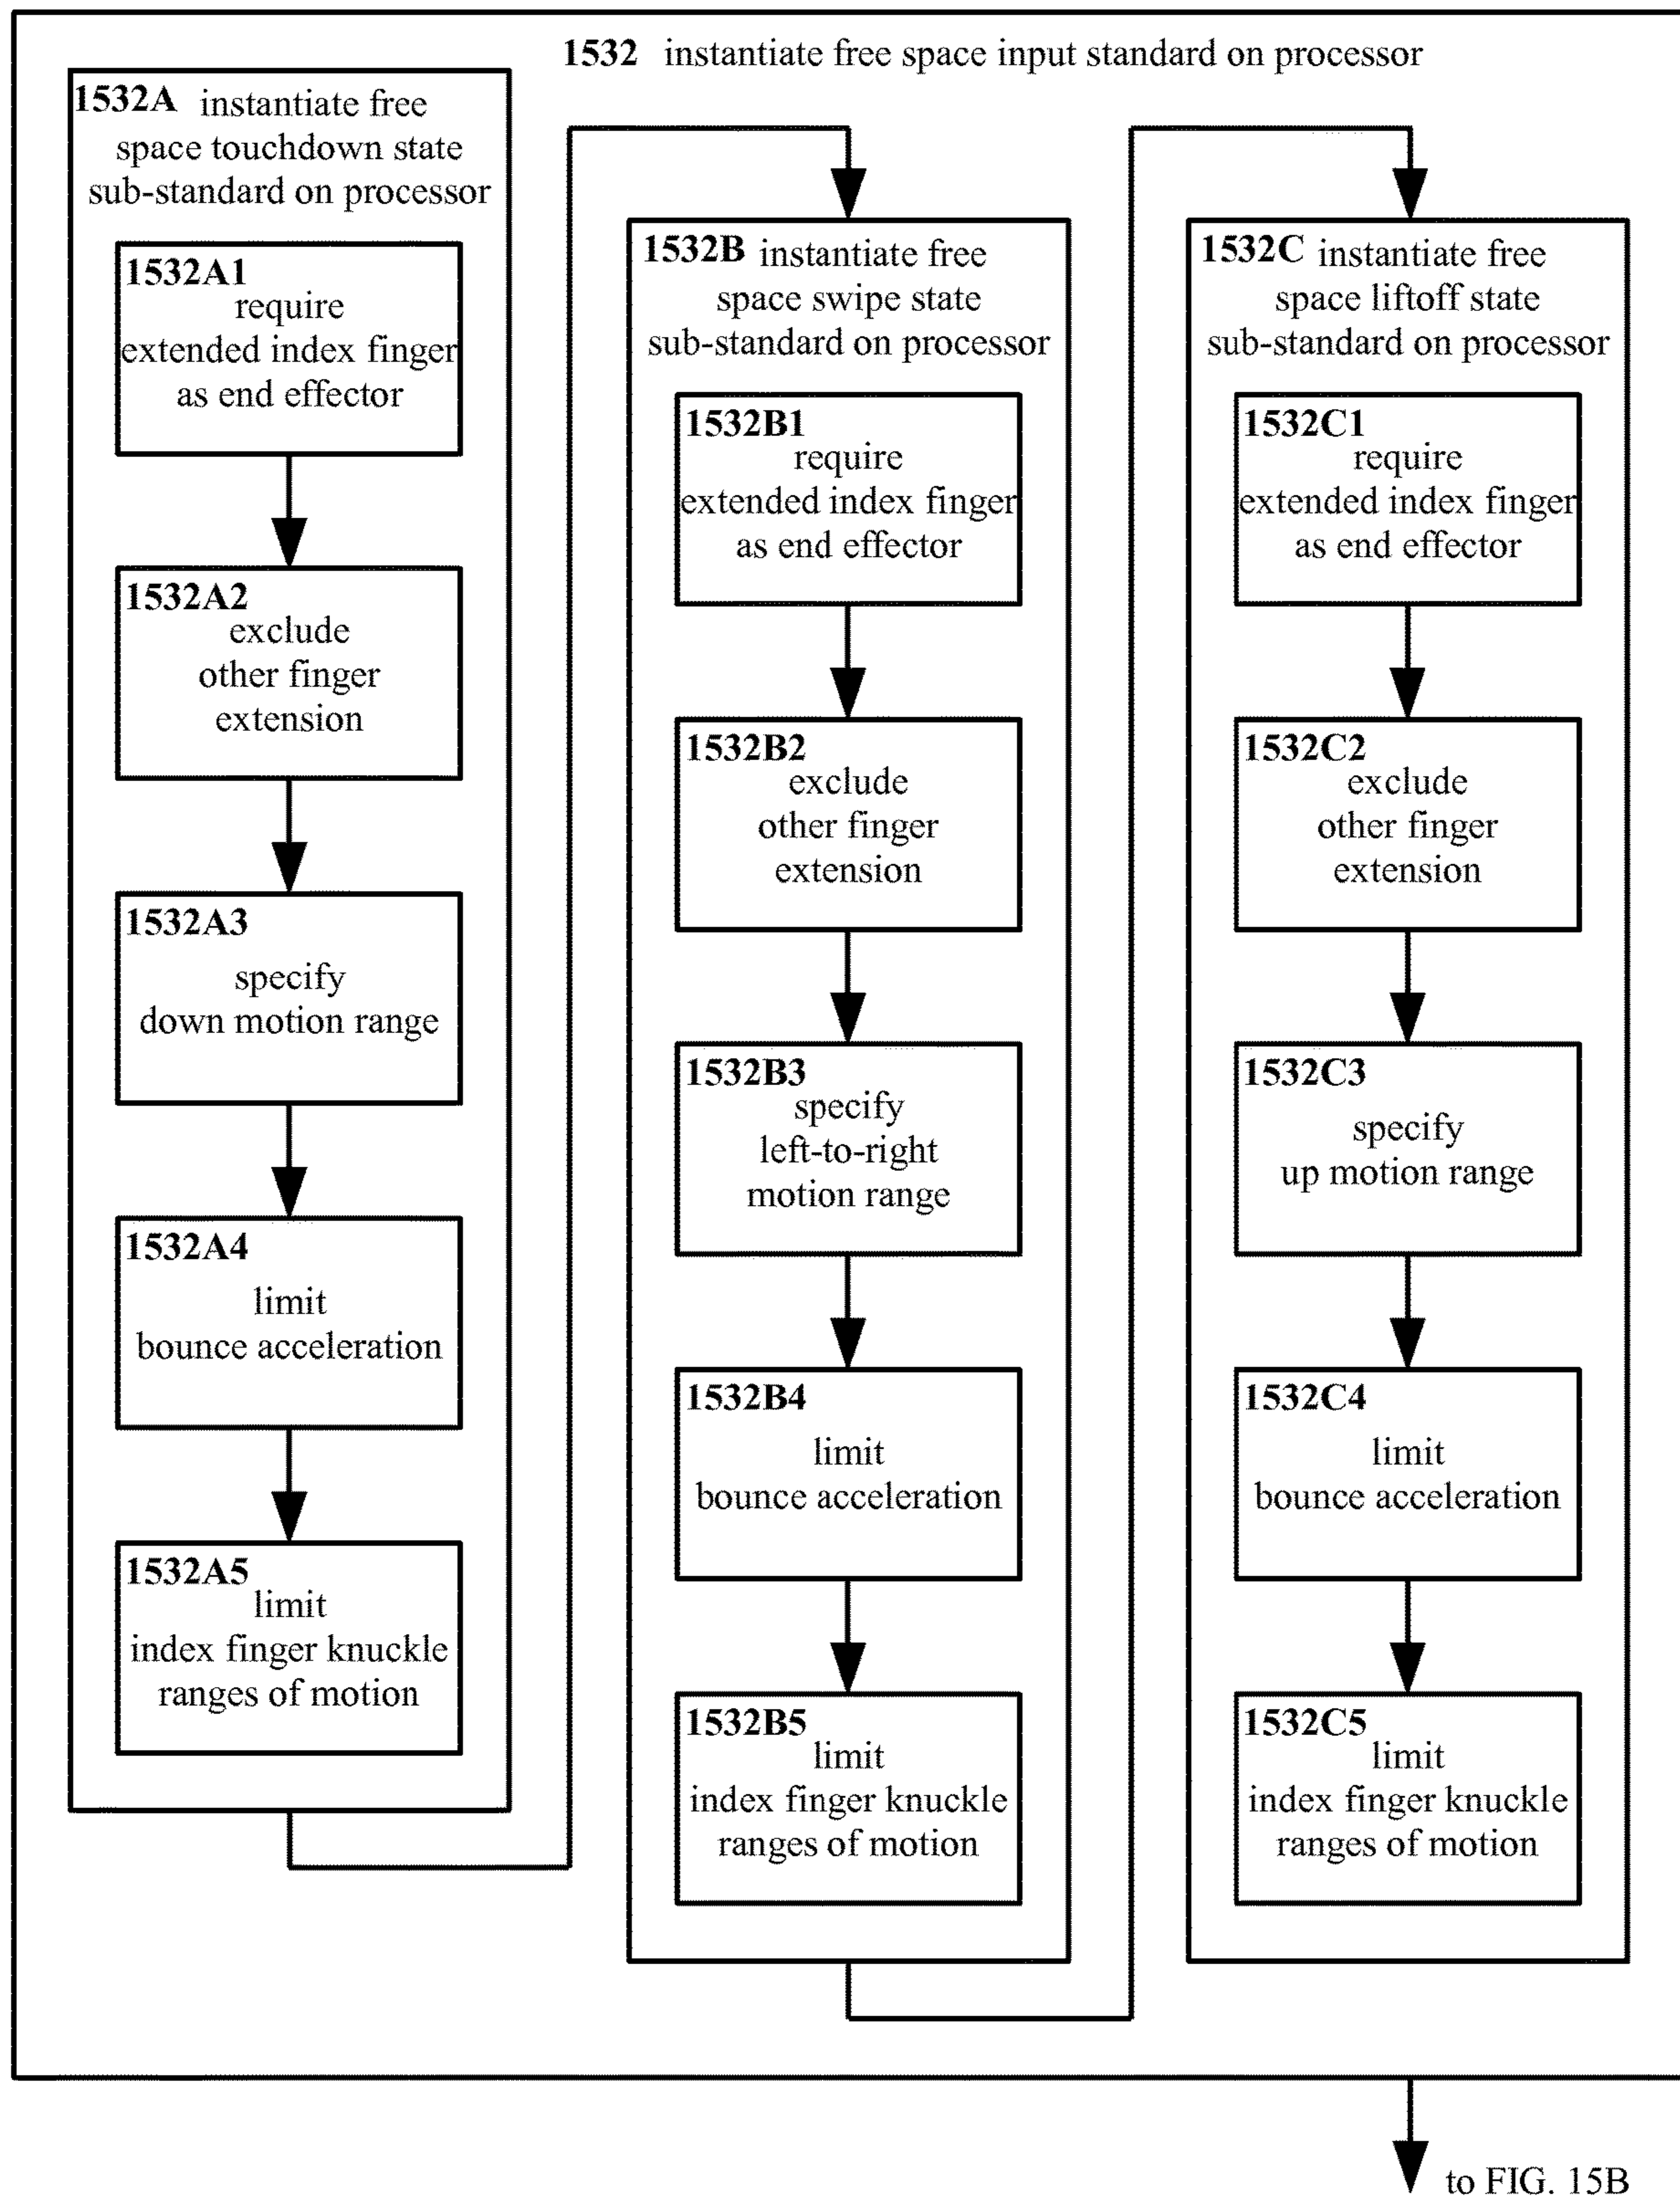 1532 instantiate free space input standard on processor
1532A instantiate free
space touchdown state
sub-standard on processor
1532A1
require
extended index finger
as end effector
1532A2
exclude
other finger
extension
1532A3
specify
down motion range
1532A4
limit
bounce acceleration
1532A5
limit
index finger knuckle
ranges of motion
1532B instantiate free
space swipe state
sub-standard on processor
1532B1
require
extended index finger
as end effector
1532B2
exclude
other finger
extension
1532B3
specify
left-to-right
motion range
1532B4
limit
bounce acceleration
1532B5
limit
index finger knuckle
ranges of motion
1532C instantiate free
space liftoff state
sub-standard on processor
1532C1
require
extended index finger
as end effector
1532C2
exclude
other finger
extension
1532C3
specify
up motion range
1532C4
limit
bounce acceleration
1532C5
limit
index finger knuckle
ranges of motion
to FIG. 15B